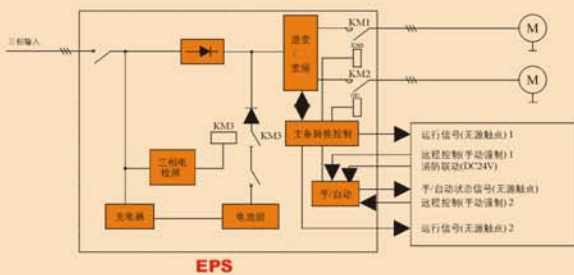 三相输入
逆变
/
变频
KM1
KM2
M
M
KM3
KM3
三相电
检测
充电器
电池组
主备转换控制
手/自动
运行信号(无源触点) 1
远程控制(手动强制) 1
消防联动(DC24V)
手/自动状态信号(无源触点)
远程控制(手动强制) 2
运行信号(无源触点) 2
EPS